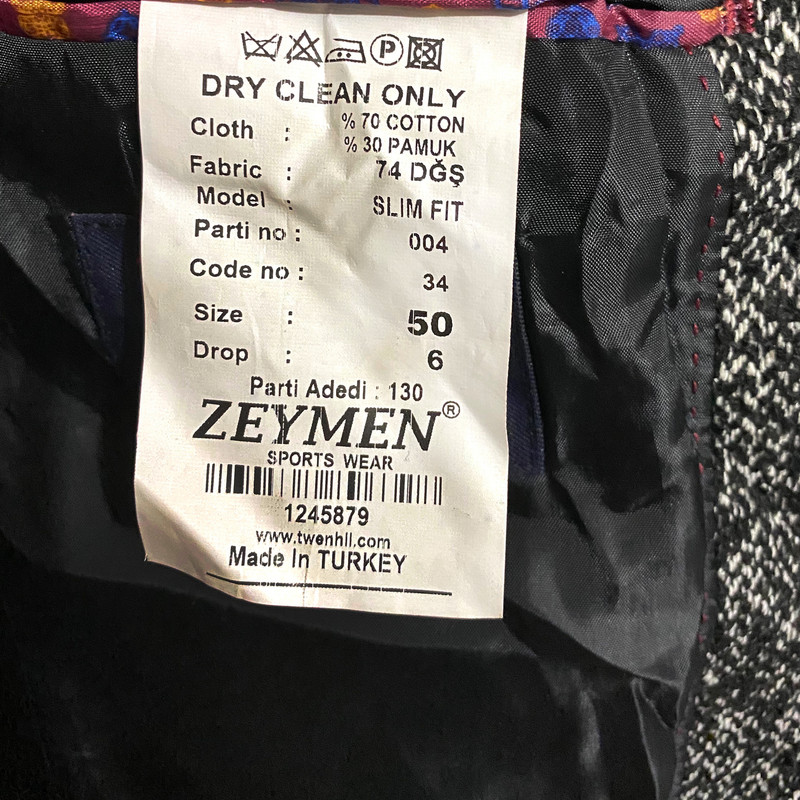 DRY CLEAN ONLY
Cloth : % 70 COTTON
% 30 PAMUK
Fabric : 74 DĞŞ
Model : SLIM FIT
Parti no : 004
Code no : 34
Size : 50
Drop : 6
Parti Adedi : 130
ZEYMEN®
SPORTS WEAR
1245879
www.twenhll.com
Made In TURKEY